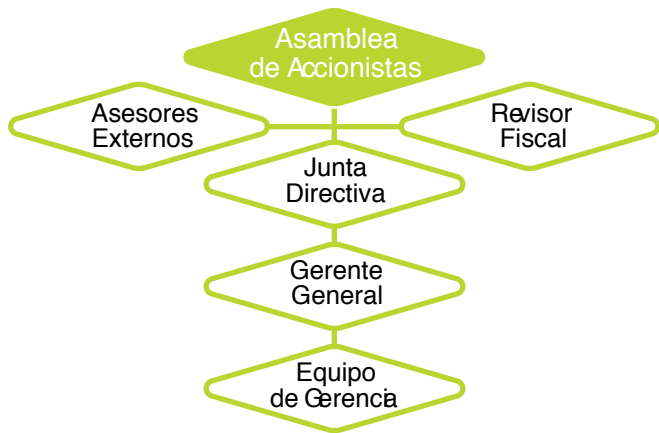 Asamblea
de Accionistas
Asesores
Externos
Revisor
Fiscal
Junta
Directiva
Gerente
General
Equipo
de Gerencia